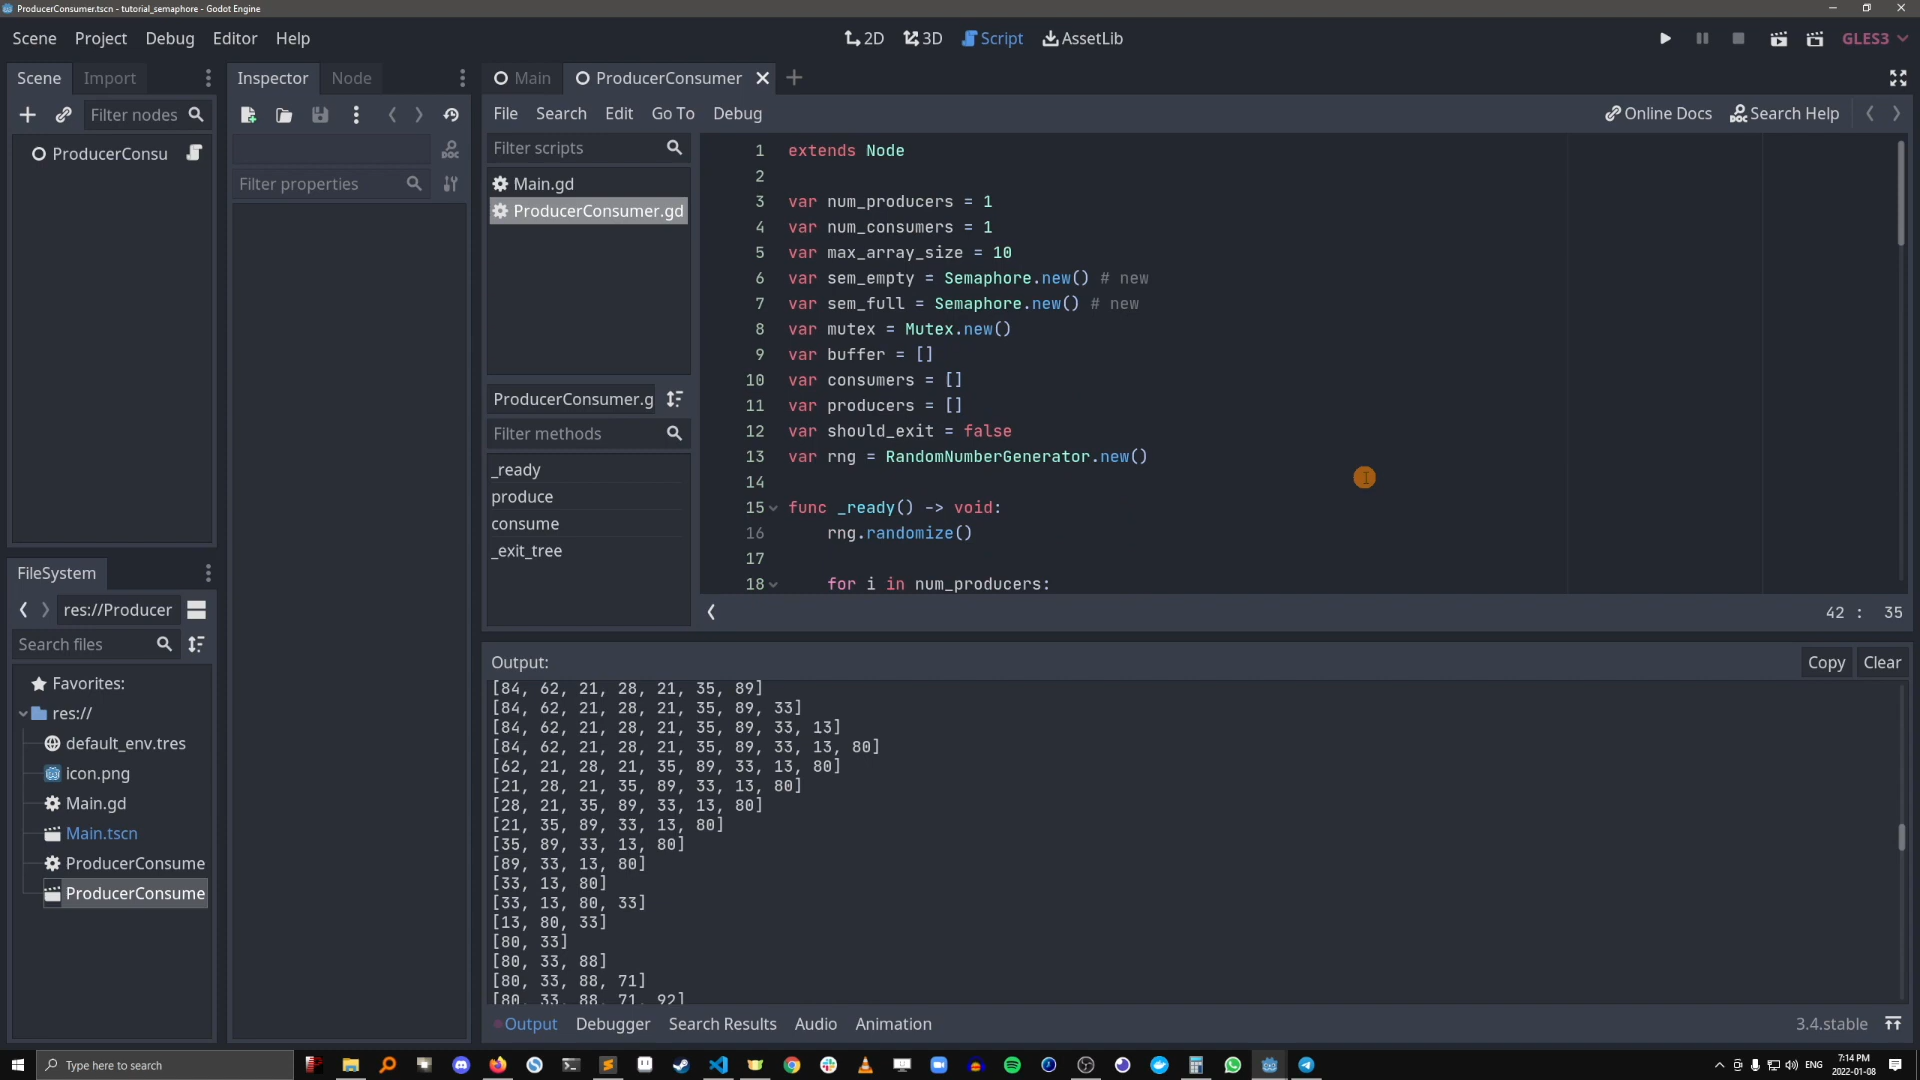 ProducerConsumer.tscn - tutorial_semaphore - Godot Engine
Scene Project Debug Editor Help
2D 3D Script AssetLib
GLES3
Scene Import
Inspector Node
Main ProducerConsumer
Filter nodes
File Search Edit Go To Debug
Online Docs Search Help
ProducerConsu
Filter properties
Filter scripts
Main.gd
ProducerConsumer.gd
ProducerConsumer.g
Filter methods
_ready
produce
consume
_exit_tree
1 extends Node
2
3 var num_producers = 1
4 var num_consumers = 1
5 var max_array_size = 10
6 var sem_empty = Semaphore.new() # new
7 var sem_full = Semaphore.new() # new
8 var mutex = Mutex.new()
9 var buffer = []
10 var consumers = []
11 var producers = []
12 var should_exit = false
13 var rng = RandomNumberGenerator.new()
14
15 func _ready() -> void:
16 rng.randomize()
17
18 for i in num_producers:
42 : 35
FileSystem
res://Producer
Search files
Favorites:
res://
default_env.tres
icon.png
Main.gd
Main.tscn
ProducerConsume
ProducerConsume
Output:
Copy Clear
[84, 62, 21, 28, 21, 35, 89]
[84, 62, 21, 28, 21, 35, 89, 33]
[84, 62, 21, 28, 21, 35, 89, 33, 13]
[84, 62, 21, 28, 21, 35, 89, 33, 13, 80]
[62, 21, 28, 21, 35, 89, 33, 13, 80]
[21, 28, 21, 35, 89, 33, 13, 80]
[28, 21, 35, 89, 33, 13, 80]
[21, 35, 89, 33, 13, 80]
[35, 89, 33, 13, 80]
[89, 33, 13, 80]
[33, 13, 80]
[33, 13, 80, 33]
[13, 80, 33]
[80, 33]
[80, 33, 88]
[80, 33, 88, 71]
[80, 33, 88, 71, 92]
Output Debugger Search Results Audio Animation
3.4.stable
Type here to search
ENG
7:14 PM
2022-01-08